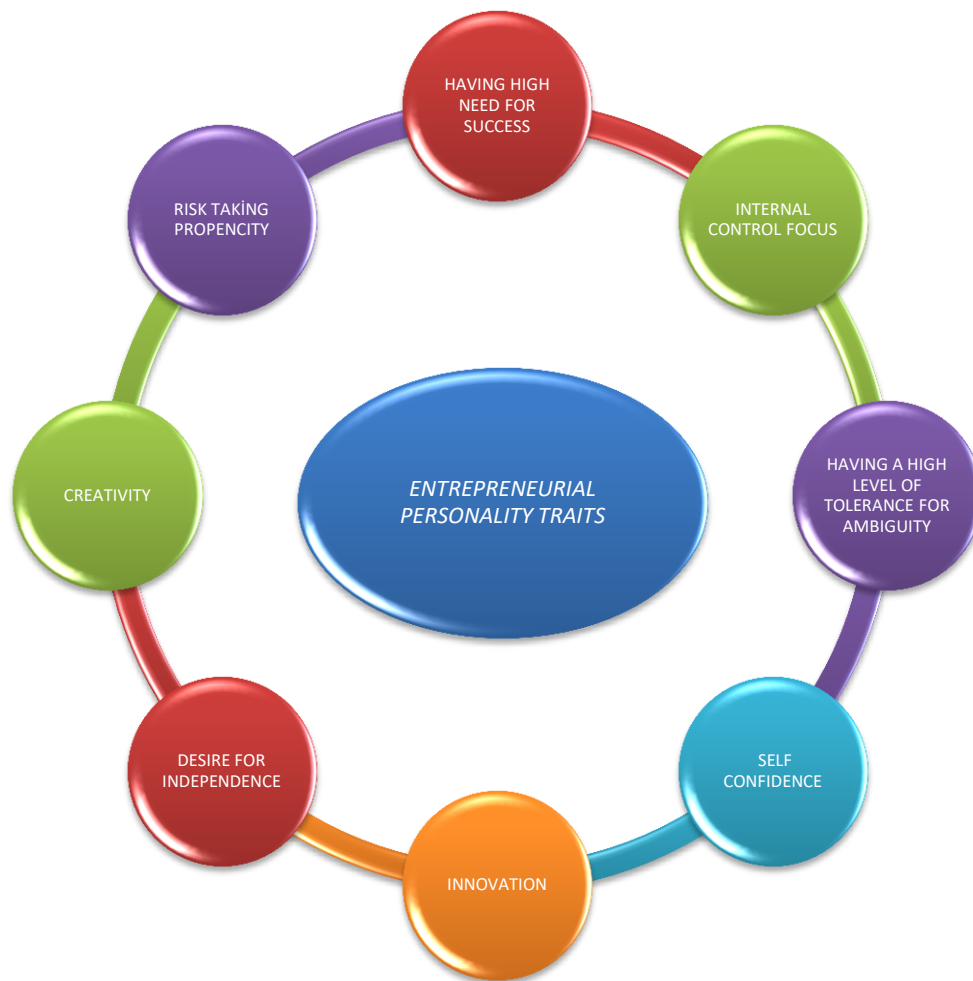 HAVING HIGH
NEED FOR
SUCCESS
INTERNAL
CONTROL FOCUS
HAVING A HIGH
LEVEL OF
TOLERANCE FOR
AMBIGUITY
SELF
CONFIDENCE
INNOVATION
DESIRE FOR
INDEPENDENCE
CREATIVITY
RISK TAKİNG
PROPENCITY
ENTREPRENEURIAL
PERSONALITY TRAITS